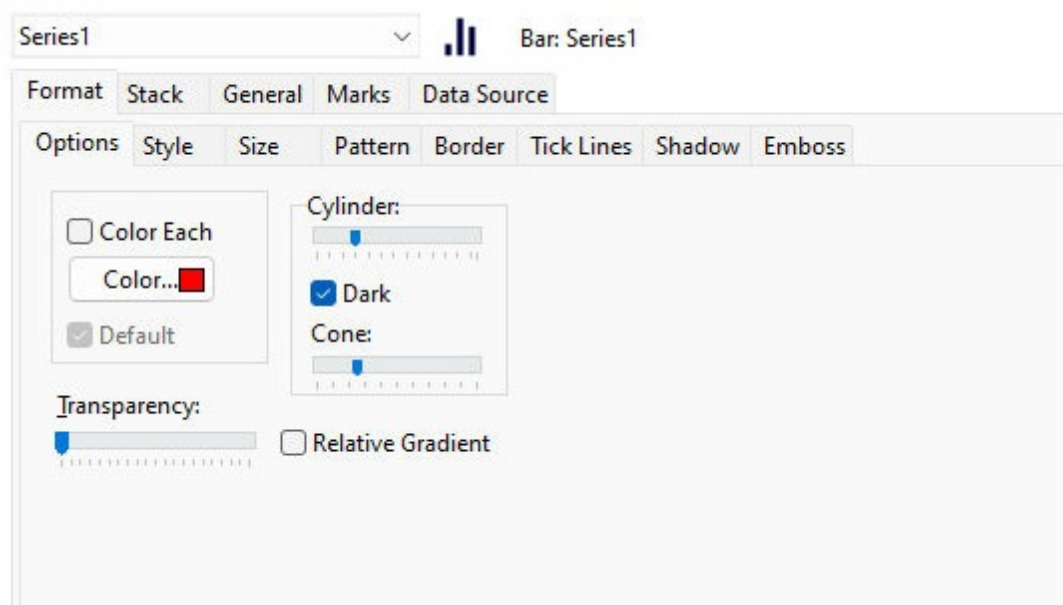 Series1
Bar: Series1
Format Stack General Marks Data Source
Options Style Size Pattern Border Tick Lines Shadow Emboss
Color Each
Color...
Default
Cylinder:
Dark
Cone:
Transparency:
Relative Gradient